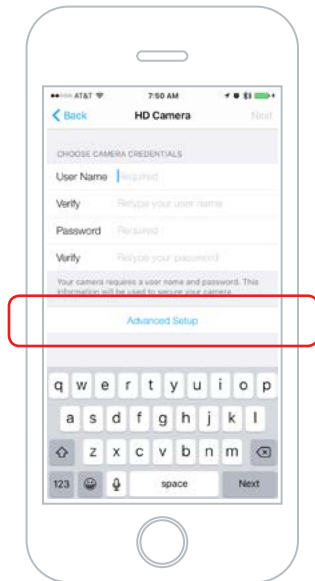 AT&T 7:50 AM
Back HD Camera Next
CHOOSE CAMERA CREDENTIALS
User Name Required
Verify Retype your user name
Password Required
Verify Retype your password
Your camera requires a user name and password. This
information will be used to secure your camera.
Advanced Setup
q w e r t y u i o p
a s d f g h j k l
z x c v b n m
123 space Next